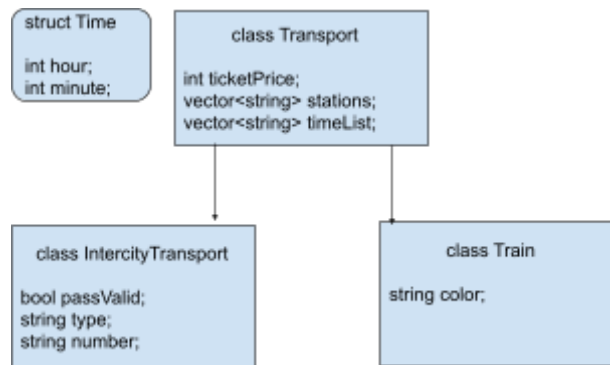 struct Time
int hour;
int minute;
class Transport
int ticketPrice;
vector<string> stations;
vector<string> timeList;
class IntercityTransport
bool passValid;
string type;
string number;
class Train
string color;